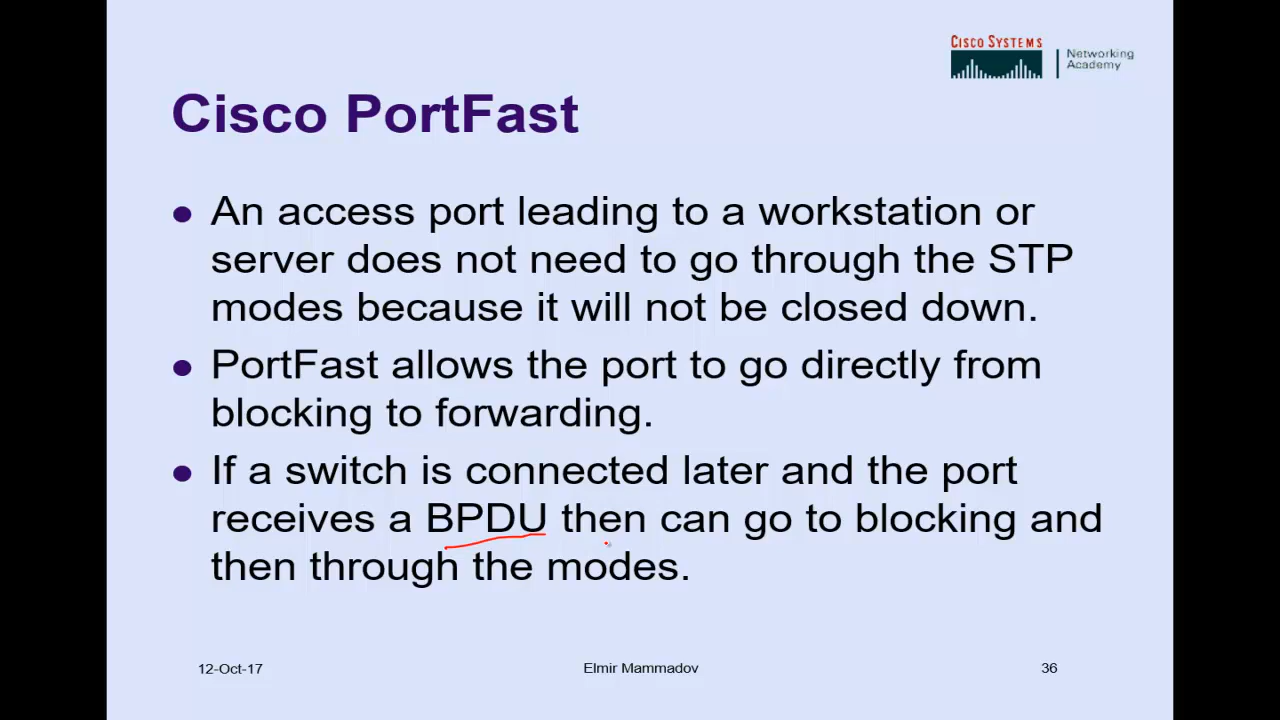 CISCO SYSTEMS
Networking
Academy
Cisco PortFast
• An access port leading to a workstation or
server does not need to go through the STP
modes because it will not be closed down.
• PortFast allows the port to go directly from
blocking to forwarding.
• If a switch is connected later and the port
receives a BPDU then can go to blocking and
then through the modes.
12-Oct-17
Elmir Mammadov
36